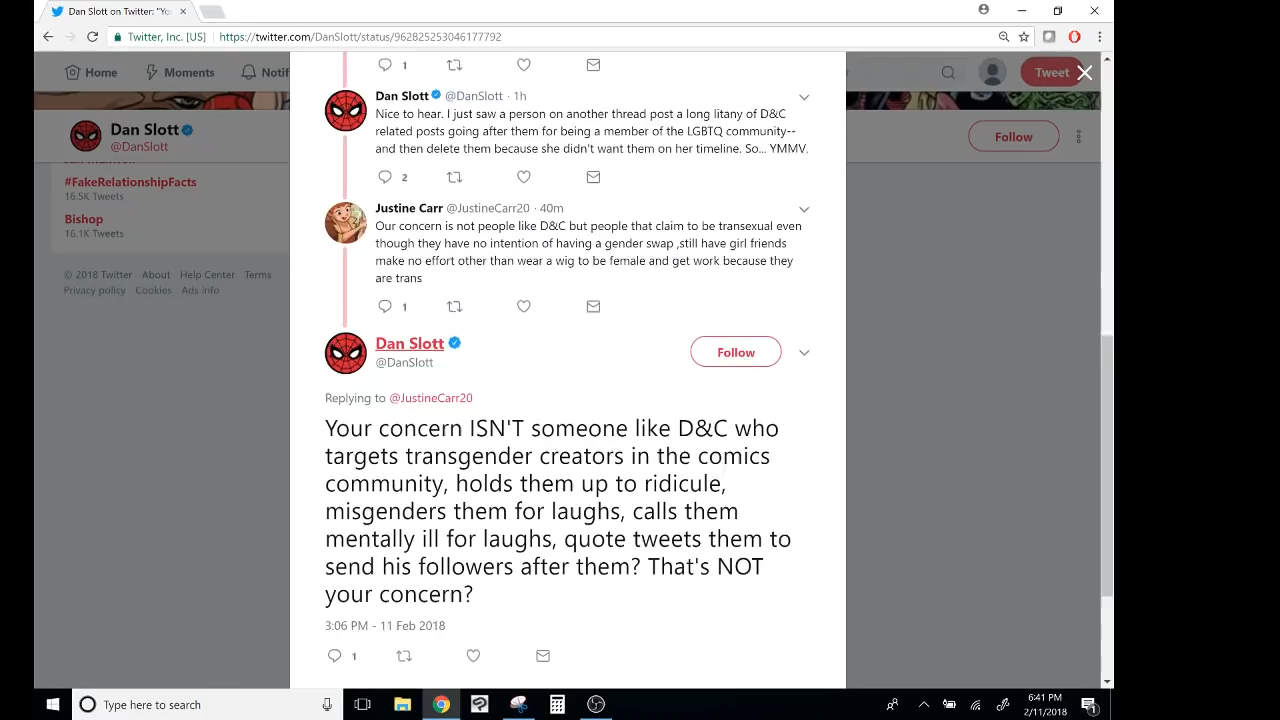 Dan Slott on Twitter: "Yo
Twitter, Inc. [US]
https://twitter.com/DanSlott/status/962825253046177792
Home
Moments
Notif
Tweet
Dan Slott
@DanSlott
Follow
#FakeRelationshipFacts
16.5K Tweets
Bishop
16.1K Tweets
© 2018 Twitter About Help Center Terms
Privacy policy Cookies Ads info
1
Dan Slott @DanSlott · 1h
Nice to hear. I just saw a person on another thread post a long litany of D&C
related posts going after them for being a member of the LGBTQ community--
and then delete them because she didn't want them on her timeline. So... YMMV.
2
Justine Carr @JustineCarr20 · 40m
Our concern is not people like D&C but people that claim to be transexual even
though they have no intention of having a gender swap ,still have girl friends
make no effort other than wear a wig to be female and get work because they
are trans
1
Dan Slott
@DanSlott
Follow
Replying to @JustineCarr20
Your concern ISN'T someone like D&C who
targets transgender creators in the comics
community, holds them up to ridicule,
misgenders them for laughs, calls them
mentally ill for laughs, quote tweets them to
send his followers after them? That's NOT
your concern?
3:06 PM - 11 Feb 2018
1
Type here to search
6:41 PM
2/11/2018
1